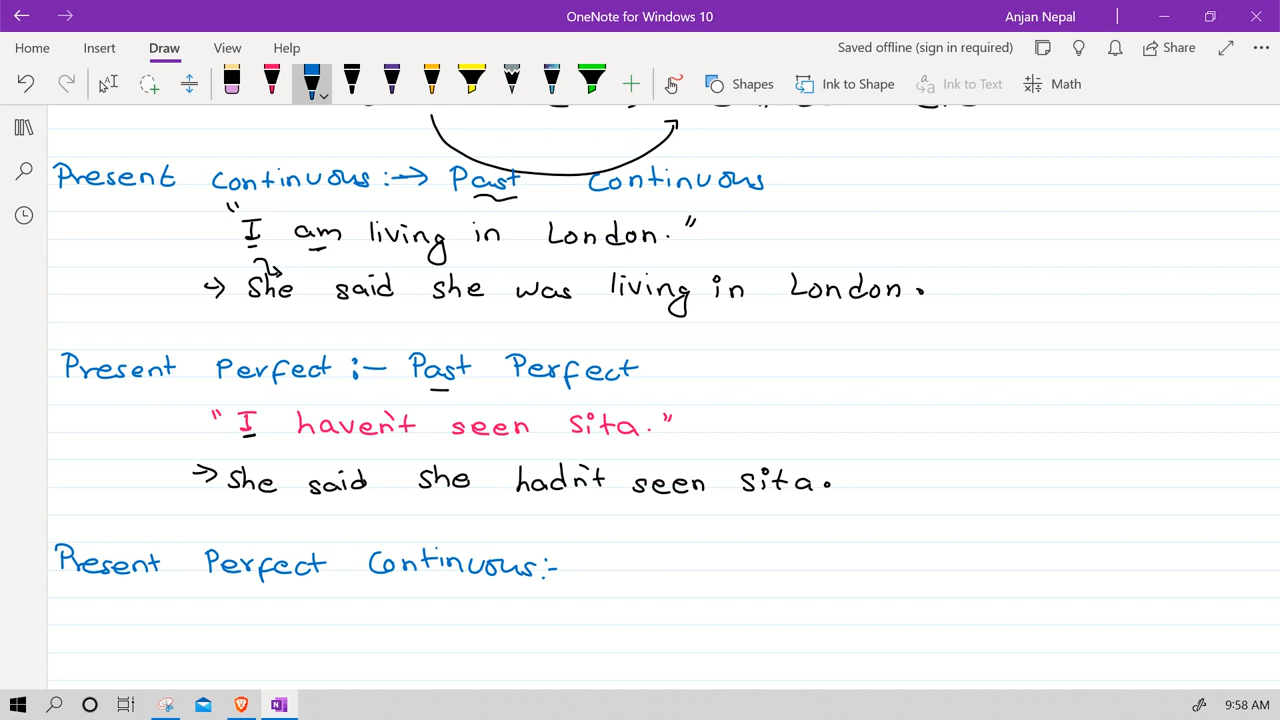 OneNote for Windows 10
Anjan Nepal
Home Insert Draw View Help
Saved offline (sign in required)
Share
Shapes
Ink to Shape
Ink to Text
Math
Present Continuous :→ Past Continuous
"I am living in London."
→ She said she was living in London.
Present Perfect :- Past Perfect
"I haven't seen Sita."
→ She said she hadn't seen Sita.
Present Perfect Continuous :-
9:58 AM